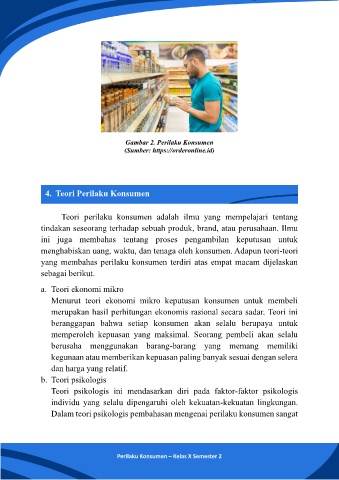 Gambar 2. Perilaku Konsumen
(Sumber: https://orderonline.id)
4. Teori Perilaku Konsumen
Teori perilaku konsumen adalah ilmu yang mempelajari tentang
tindakan seseorang terhadap sebuah produk, brand, atau perusahaan. Ilmu
ini juga membahas tentang proses pengambilan keputusan untuk
menghabiskan uang, waktu, dan tenaga oleh konsumen. Adapun teori-teori
yang membahas perilaku konsumen terdiri atas empat macam dijelaskan
sebagai berikut.
a. Teori ekonomi mikro
Menurut teori ekonomi mikro keputusan konsumen untuk membeli
merupakan hasil perhitungan ekonomis rasional secara sadar. Teori ini
beranggapan bahwa setiap konsumen akan selalu berupaya untuk
memperoleh kepuasan yang maksimal. Seorang pembeli akan selalu
berusaha menggunakan barang-barang yang memang memiliki
kegunaan atau memberikan kepuasan paling banyak sesuai dengan selera
dan harga yang relatif.
b. Teori psikologis
Teori psikologis ini mendasarkan diri pada faktor-faktor psikologis
individu yang selalu dipengaruhi oleh kekuatan-kekuatan lingkungan.
Dalam teori psikologis pembahasan mengenai perilaku konsumen sangat
Perilaku Konsumen – Kelas X Semester 2